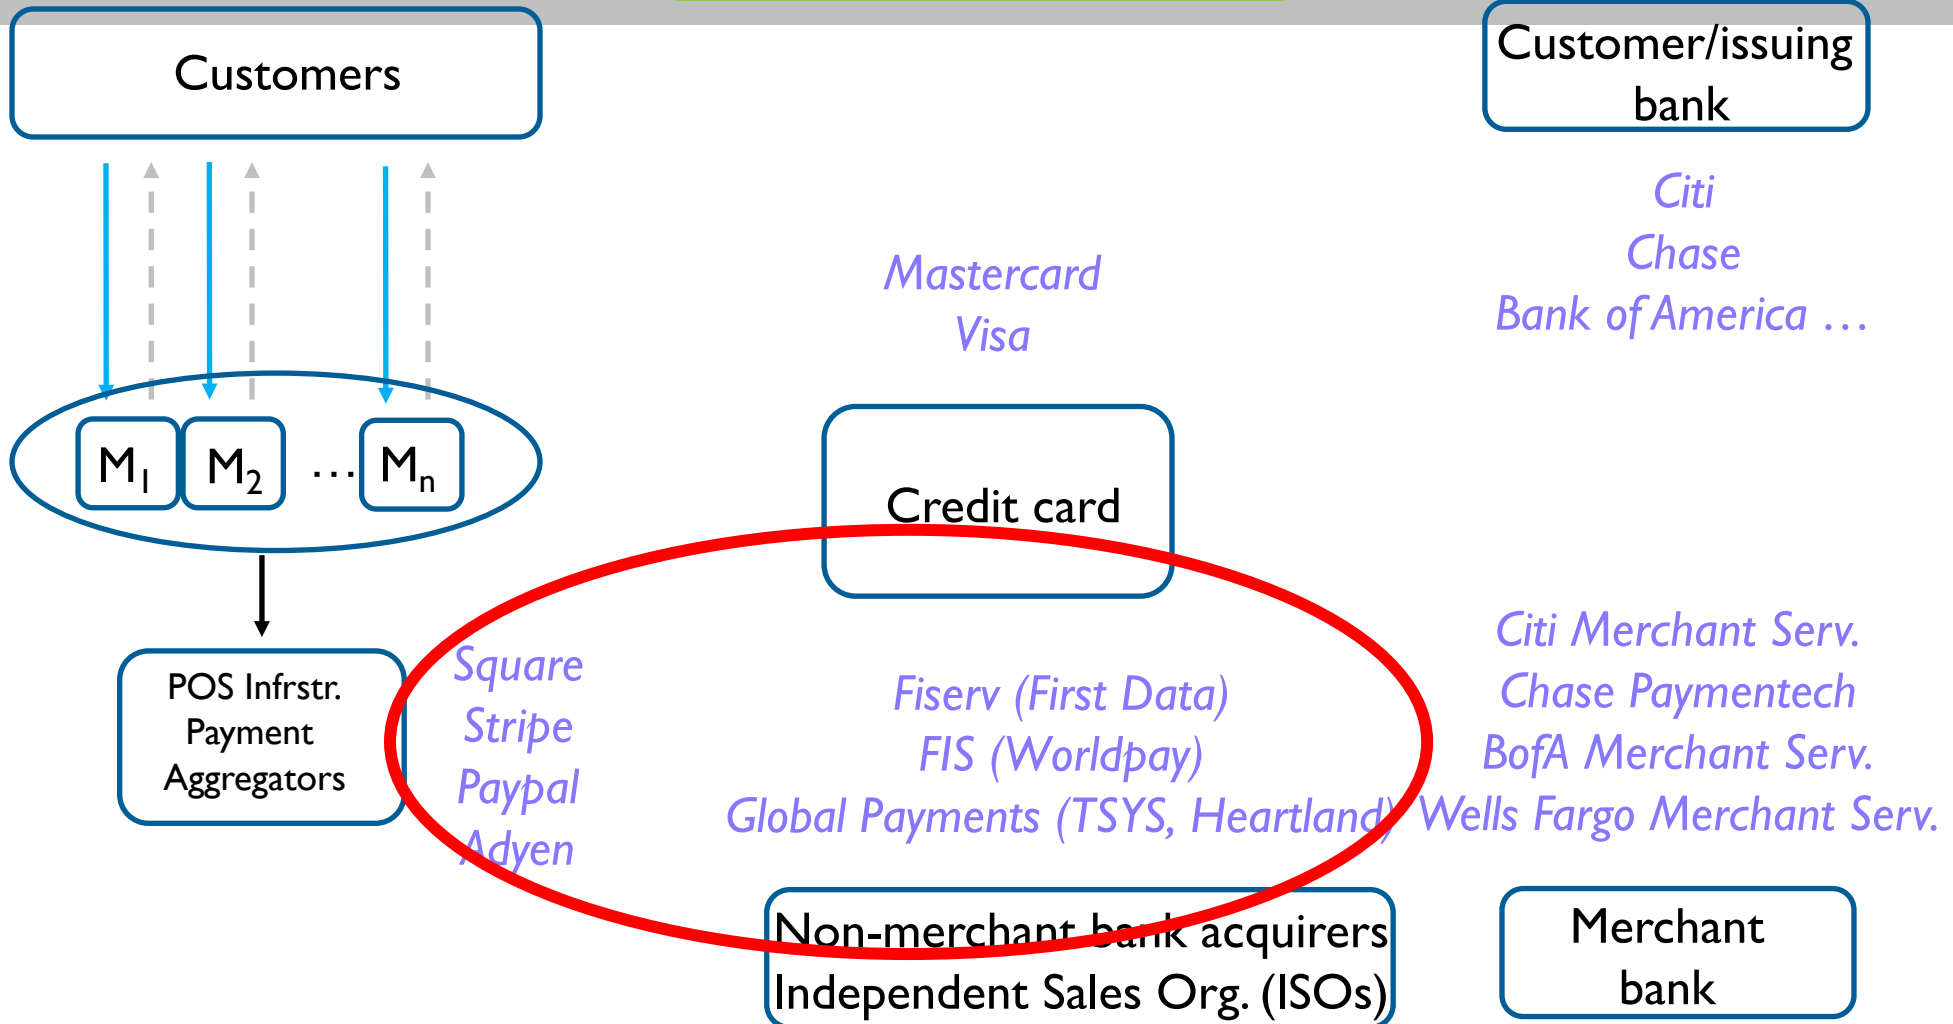 Customers
Customer/issuing
bank
Citi
Chase
Bank of America …
Mastercard
Visa
M1 M2 … Mn
Credit card
POS Infrstr.
Payment
Aggregators
Square
Stripe
Paypal
Adyen
Fiserv (First Data)
FIS (Worldpay)
Global Payments (TSYS, Heartland)
Citi Merchant Serv.
Chase Paymentech
BofA Merchant Serv.
Wells Fargo Merchant Serv.
Non-merchant bank acquirers
Independent Sales Org. (ISOs)
Merchant
bank